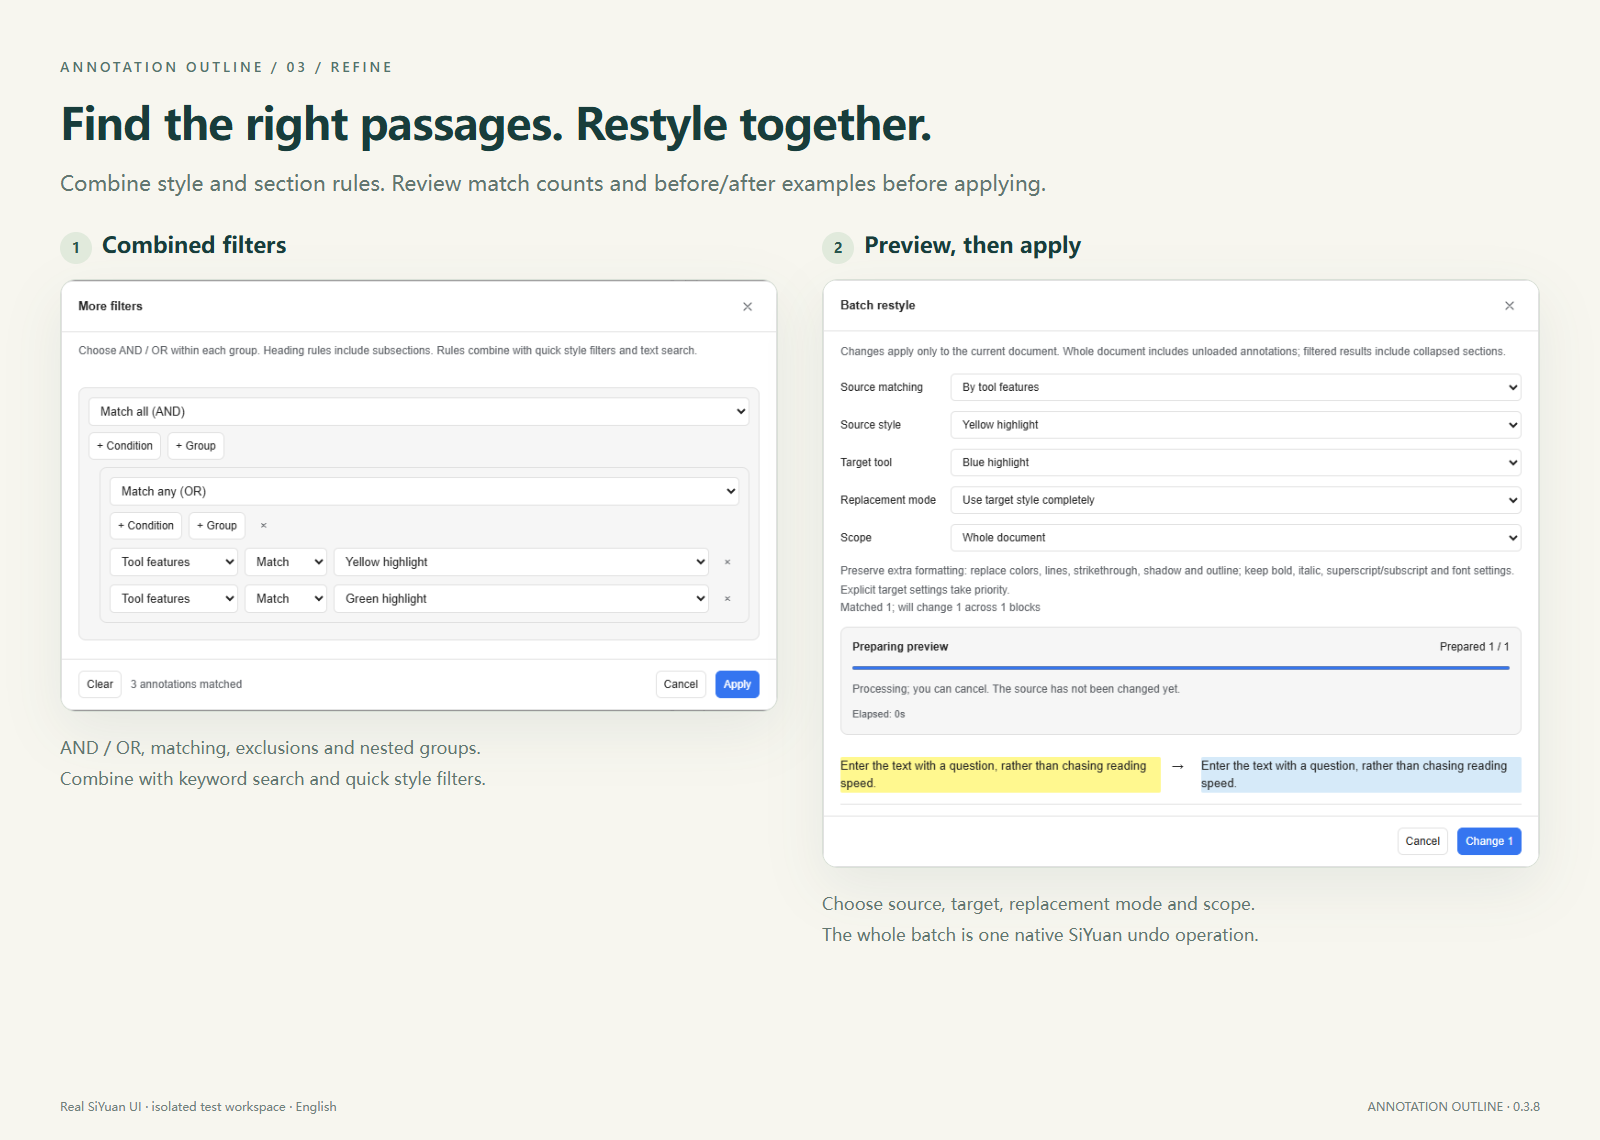 ANNOTATION OUTLINE / 03 / REFINE
Find the right passages. Restyle together.
Combine style and section rules. Review match counts and before/after examples before applying.
1 Combined filters
More filters ×
Choose AND / OR within each group. Heading rules include subsections. Rules combine with quick style filters and text search.
Match all (AND)
+ Condition + Group
Match any (OR)
+ Condition + Group ×
Tool features Match Yellow highlight ×
Tool features Match Green highlight ×
Clear 3 annotations matched Cancel Apply
AND / OR, matching, exclusions and nested groups.
Combine with keyword search and quick style filters.
2 Preview, then apply
Batch restyle ×
Changes apply only to the current document. Whole document includes unloaded annotations; filtered results include collapsed sections.
Source matching By tool features
Source style Yellow highlight
Target tool Blue highlight
Replacement mode Use target style completely
Scope Whole document
Preserve extra formatting: replace colors, lines, strikethrough, shadow and outline; keep bold, italic, superscript/subscript and font settings.
Explicit target settings take priority.
Matched 1; will change 1 across 1 blocks
Preparing preview Prepared 1 / 1
Processing; you can cancel. The source has not been changed yet.
Elapsed: 0s
Enter the text with a question, rather than chasing reading
speed.
→
Enter the text with a question, rather than chasing reading
speed.
Cancel Change 1
Choose source, target, replacement mode and scope.
The whole batch is one native SiYuan undo operation.
Real SiYuan UI · isolated test workspace · English
ANNOTATION OUTLINE · 0.3.8